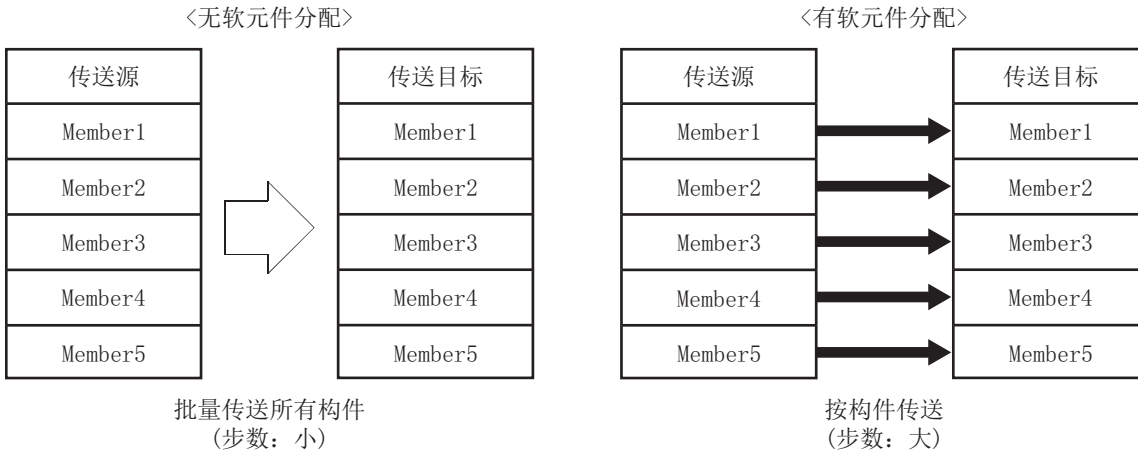 <无软元件分配>
传送源
传送目标
Member1
Member1
Member2
Member2
Member3
Member3
Member4
Member4
Member5
Member5
批量传送所有构件
(步数：小)
<有软元件分配>
传送源
传送目标
Member1
Member1
Member2
Member2
Member3
Member3
Member4
Member4
Member5
Member5
按构件传送
(步数：大)